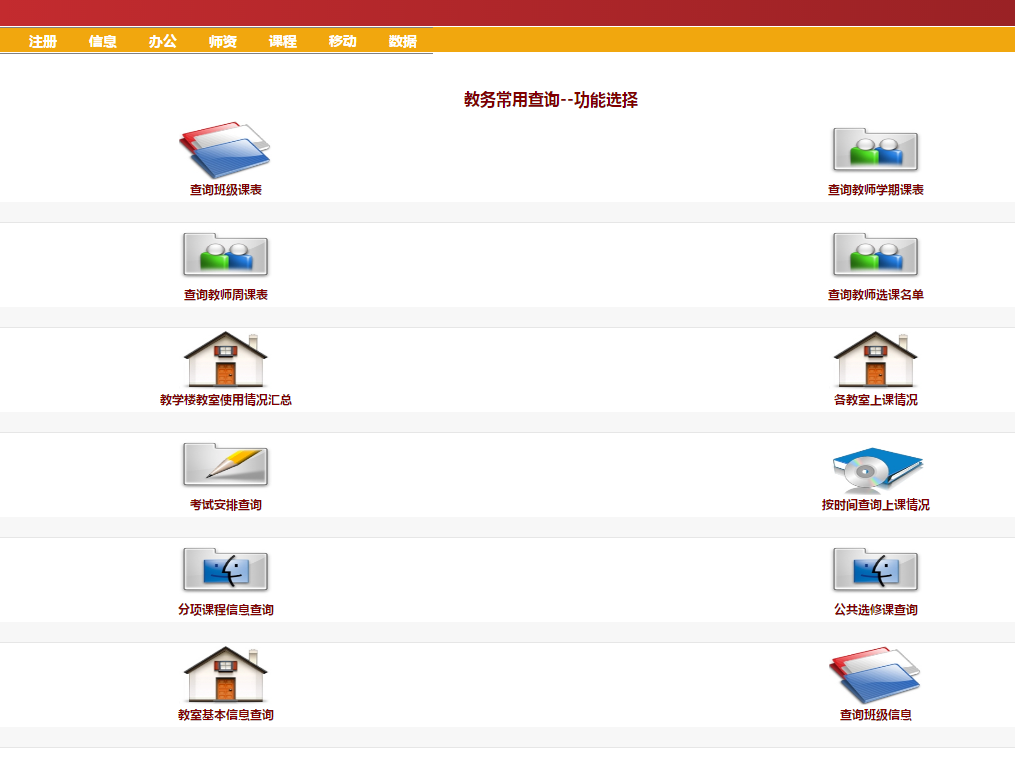 注册 信息 办公 师资 课程 移动 数据
教务常用查询--功能选择
查询班级课表 查询教师学期课表
查询教师周课表 查询教师选课名单
教学楼教室使用情况汇总 各教室上课情况
考试安排查询 按时间查询上课情况
分项课程信息查询 公共选修课查询
教室基本信息查询 查询班级信息